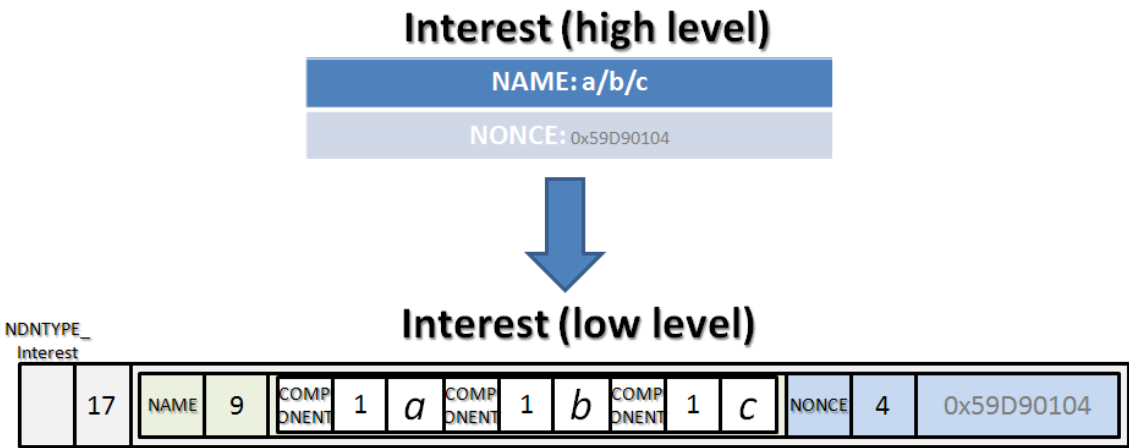 Interest (high level)
NAME: a/b/c
NONCE: 0x59D90104
Interest (low level)
NDNTYPE_
Interest
17 NAME 9 COMP ONENT 1 a COMP ONENT 1 b COMP ONENT 1 c NONCE 4 0x59D90104